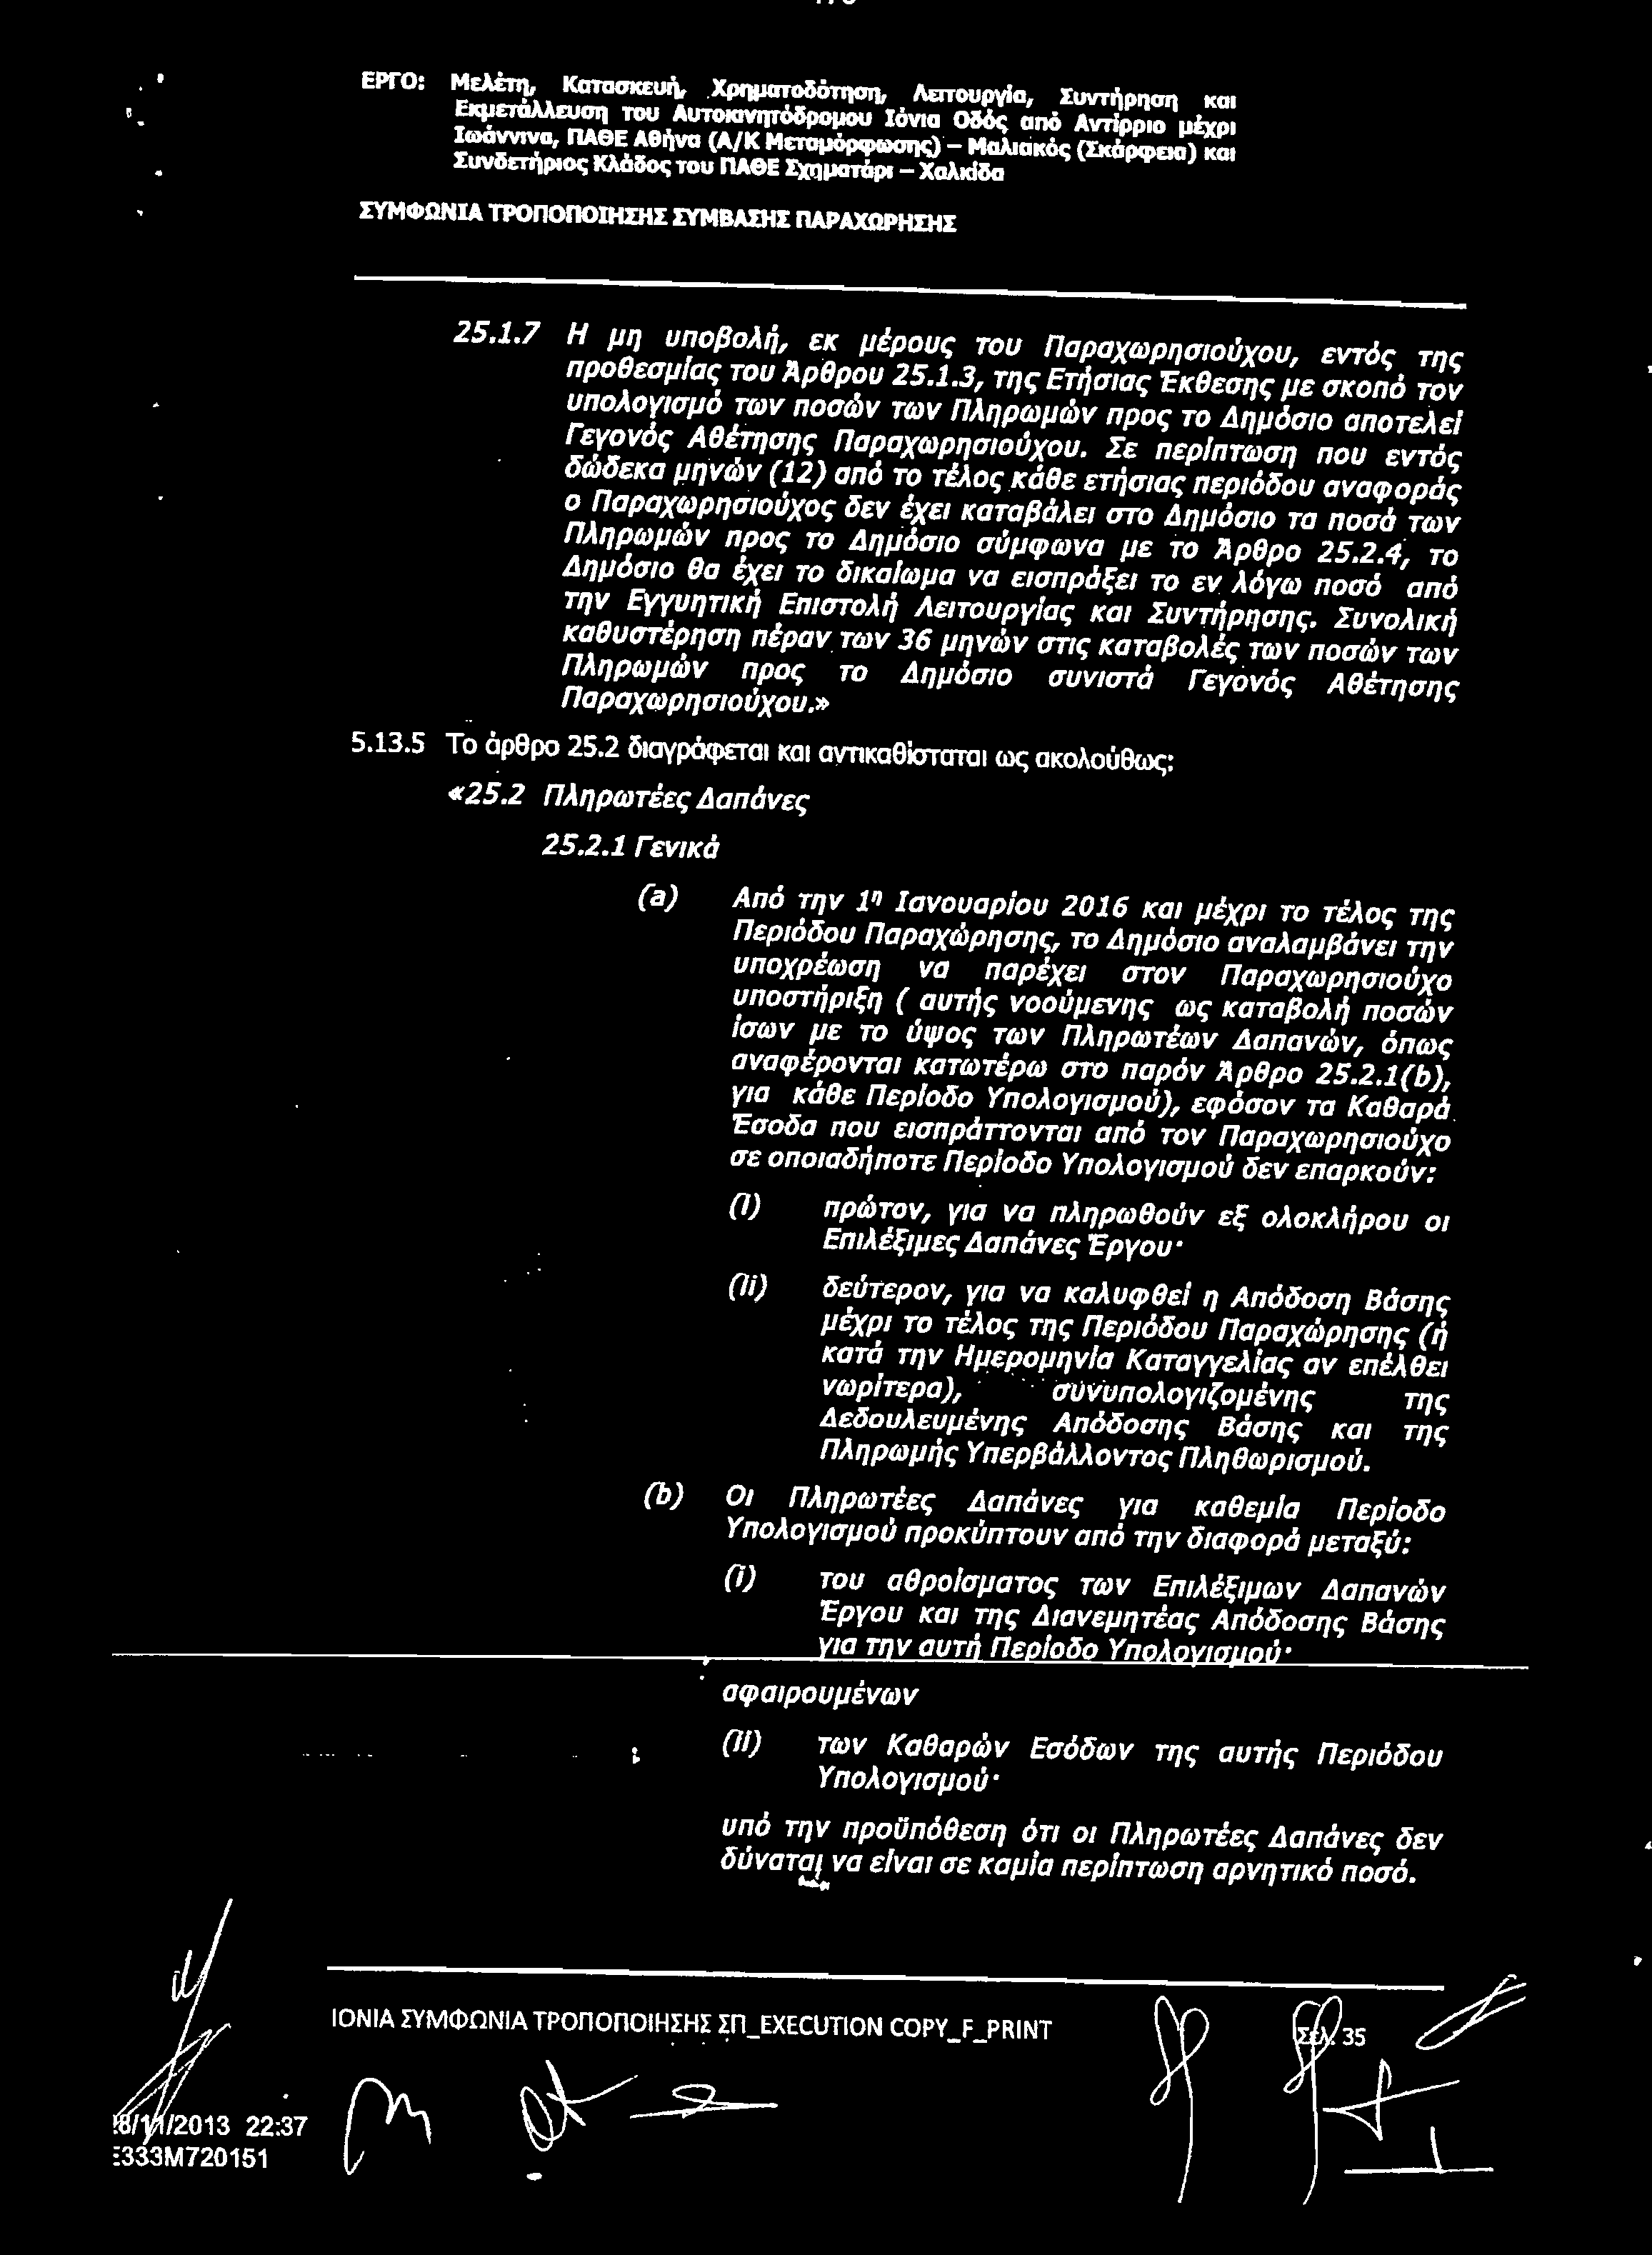 ΕΡΓΟ: Μελέτη, Κατασκευή, Χρηματοδότηση, Λειτουργία, Συντήρηση και
Εκμετάλλευση του Αυτοκινητόδρομου Ιόνια Οδός από Αντίρριο μέχρι
Ιωάννινα, ΠΑΘΕ Αθήνα (Α/Κ Μεταμόρφωσης) – Μαλιακός (Σκάρφεια) και
Συνδετήριος Κλάδος του ΠΑΘΕ Σχηματάρι – Χαλκίδα
ΣΥΜΦΩΝΙΑ ΤΡΟΠΟΠΟΙΗΣΗΣ ΣΥΜΒΑΣΗΣ ΠΑΡΑΧΩΡΗΣΗΣ
25.1.7 Η μη υποβολή, εκ μέρους του Παραχωρησιούχου, εντός της
προθεσμίας του Άρθρου 25.1.3, της Ετήσιας Έκθεσης με σκοπό τον
υπολογισμό των ποσών των Πληρωμών προς το Δημόσιο αποτελεί
Γεγονός Αθέτησης Παραχωρησιούχου. Σε περίπτωση που εντός
δώδεκα μηνών (12) από το τέλος κάθε ετήσιας περιόδου αναφοράς
ο Παραχωρησιούχος δεν έχει καταβάλει στο Δημόσιο τα ποσά των
Πληρωμών προς το Δημόσιο σύμφωνα με το Άρθρο 25.2.4, το
Δημόσιο θα έχει το δικαίωμα να εισπράξει το εν λόγω ποσό από
την Εγγυητική Επιστολή Λειτουργίας και Συντήρησης. Συνολική
καθυστέρηση πέραν των 36 μηνών στις καταβολές των ποσών των
Πληρωμών προς το Δημόσιο συνιστά Γεγονός Αθέτησης
Παραχωρησιούχου.»
5.13.5 Το άρθρο 25.2 διαγράφεται και αντικαθίσταται ως ακολούθως:
«25.2 Πληρωτέες Δαπάνες
25.2.1 Γενικά
(a) Από την 1η Ιανουαρίου 2016 και μέχρι το τέλος της
Περιόδου Παραχώρησης, το Δημόσιο αναλαμβάνει την
υποχρέωση να παρέχει στον Παραχωρησιούχο
υποστήριξη ( αυτής νοούμενης ως καταβολή ποσών
ίσων με το ύψος των Πληρωτέων Δαπανών, όπως
αναφέρονται κατωτέρω στο παρόν Άρθρο 25.2.1(b),
για κάθε Περίοδο Υπολογισμού), εφόσον τα Καθαρά
Έσοδα που εισπράττονται από τον Παραχωρησιούχο
σε οποιαδήποτε Περίοδο Υπολογισμού δεν επαρκούν:
(i) πρώτον, για να πληρωθούν εξ ολοκλήρου οι
Επιλέξιμες Δαπάνες Έργου·
(ii) δεύτερον, για να καλυφθεί η Απόδοση Βάσης
μέχρι το τέλος της Περιόδου Παραχώρησης (ή
κατά την Ημερομηνία Καταγγελίας αν επέλθει
νωρίτερα), συνυπολογιζομένης της
Δεδουλευμένης Απόδοσης Βάσης και της
Πληρωμής Υπερβάλλοντος Πληθωρισμού.
(b) Οι Πληρωτέες Δαπάνες για καθεμία Περίοδο
Υπολογισμού προκύπτουν από την διαφορά μεταξύ:
(i) του αθροίσματος των Επιλέξιμων Δαπανών
Έργου και της Διανεμητέας Απόδοσης Βάσης
για την αυτή Περίοδο Υπολογισμού·
αφαιρουμένων
(ii) των Καθαρών Εσόδων της αυτής Περιόδου
Υπολογισμού·
υπό την προϋπόθεση ότι οι Πληρωτέες Δαπάνες δεν
δύναται να είναι σε καμία περίπτωση αρνητικό ποσό.
ΙΟΝΙΑ ΣΥΜΦΩΝΙΑ ΤΡΟΠΟΠΟΙΗΣΗΣ ΣΠ_EXECUTION COPY_F_PRINT Σελ. 35
8/11/2013 22:37
333M720151